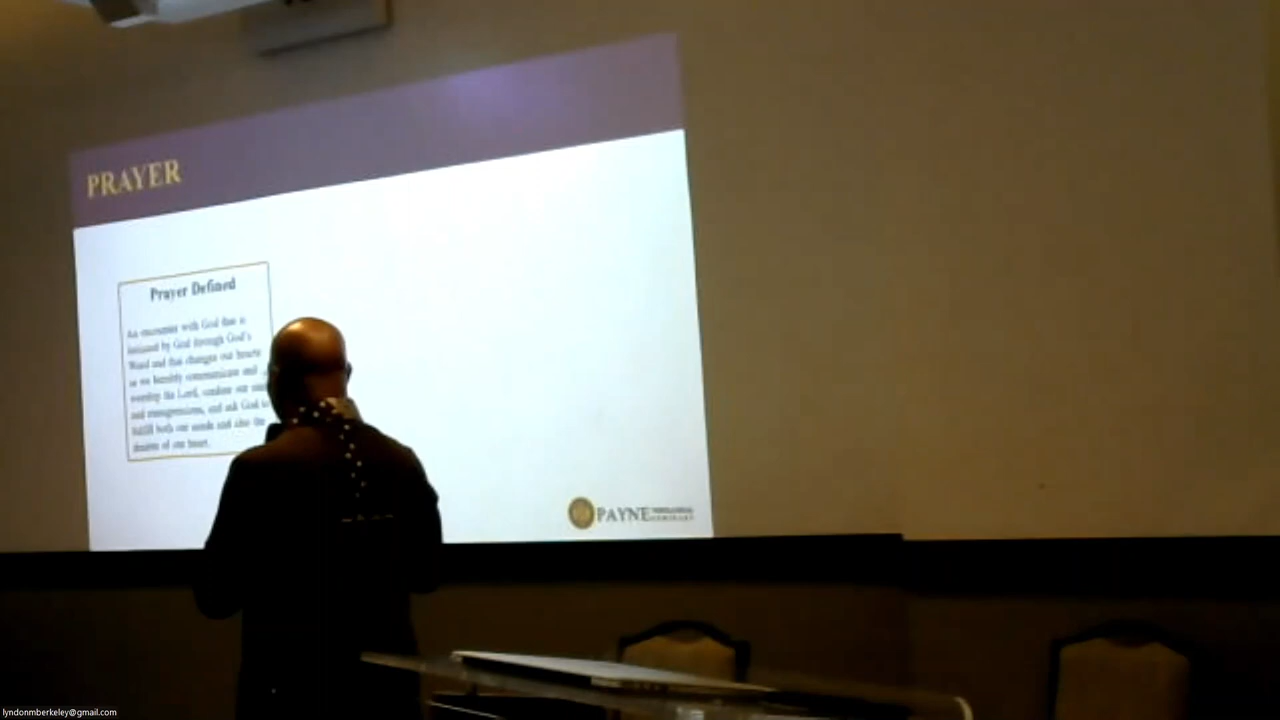 PRAYER
Prayer Defined
An encounter with God that is
initiated by God through God's
Word and that changes our hearts
as we humbly communicate and
worship the Lord, confess our sins
and transgressions, and ask God to
fulfill both our needs and also the
desires of our heart.
PAYNE THEOLOGICAL
SEMINARY
lyndonmberkeley@gmail.com